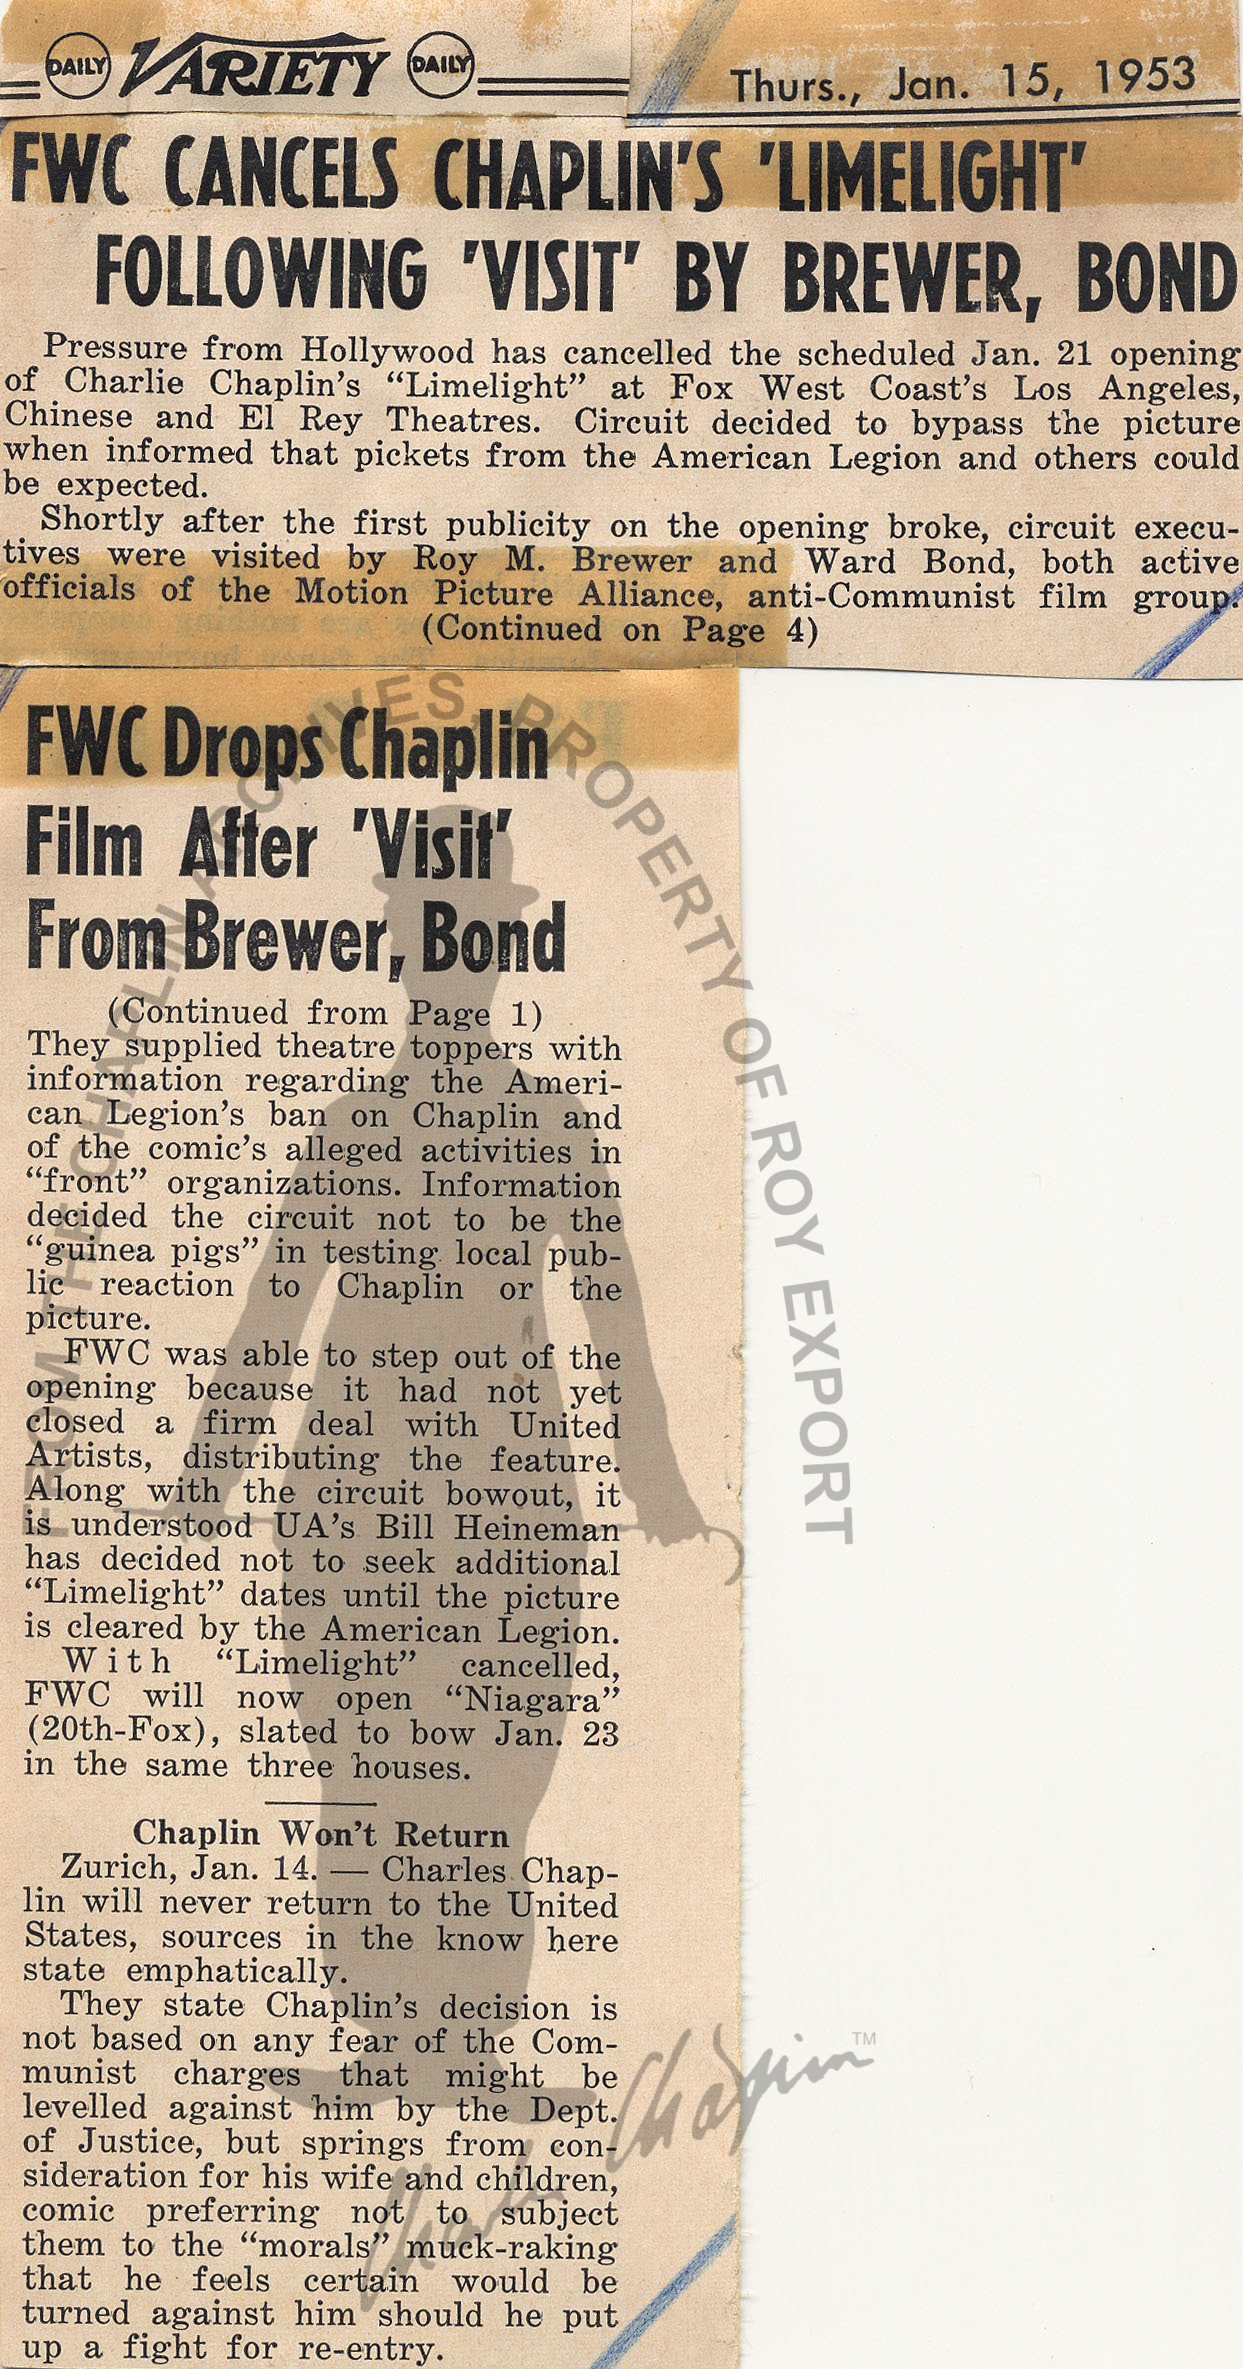 DAILY VARIETY DAILY
Thurs., Jan. 15, 1953
FWC CANCELS CHAPLIN'S 'LIMELIGHT'
FOLLOWING 'VISIT' BY BREWER, BOND
Pressure from Hollywood has cancelled the scheduled Jan. 21 opening
of Charlie Chaplin's “Limelight” at Fox West Coast's Los Angeles,
Chinese and El Rey Theatres. Circuit decided to bypass the picture
when informed that pickets from the American Legion and others could
be expected.
Shortly after the first publicity on the opening broke, circuit execu-
tives were visited by Roy M. Brewer and Ward Bond, both active
officials of the Motion Picture Alliance, anti-Communist film group.
(Continued on Page 4)
FWC Drops Chaplin
Film After 'Visit'
From Brewer, Bond
(Continued from Page 1)
They supplied theatre toppers with
information regarding the Ameri-
can Legion's ban on Chaplin and
of the comic's alleged activities in
“front” organizations. Information
decided the circuit not to be the
“guinea pigs” in testing local pub-
lic reaction to Chaplin or the
picture.
FWC was able to step out of the
opening because it had not yet
closed a firm deal with United
Artists, distributing the feature.
Along with the circuit bowout, it
is understood UA's Bill Heineman
has decided not to seek additional
“Limelight” dates until the picture
is cleared by the American Legion.
With “Limelight” cancelled,
FWC will now open “Niagara”
(20th-Fox), slated to bow Jan. 23
in the same three houses.
Chaplin Won't Return
Zurich, Jan. 14. — Charles Chap-
lin will never return to the United
States, sources in the know here
state emphatically.
They state Chaplin's decision is
not based on any fear of the Com-
munist charges that might be
levelled against him by the Dept.
of Justice, but springs from con-
sideration for his wife and children,
comic preferring not to subject
them to the “morals” muck-raking
that he feels certain would be
turned against him should he put
up a fight for re-entry.
FROM THE CHAPLIN ARCHIVES, PROPERTY OF ROY EXPORT
Charles Chaplin TM